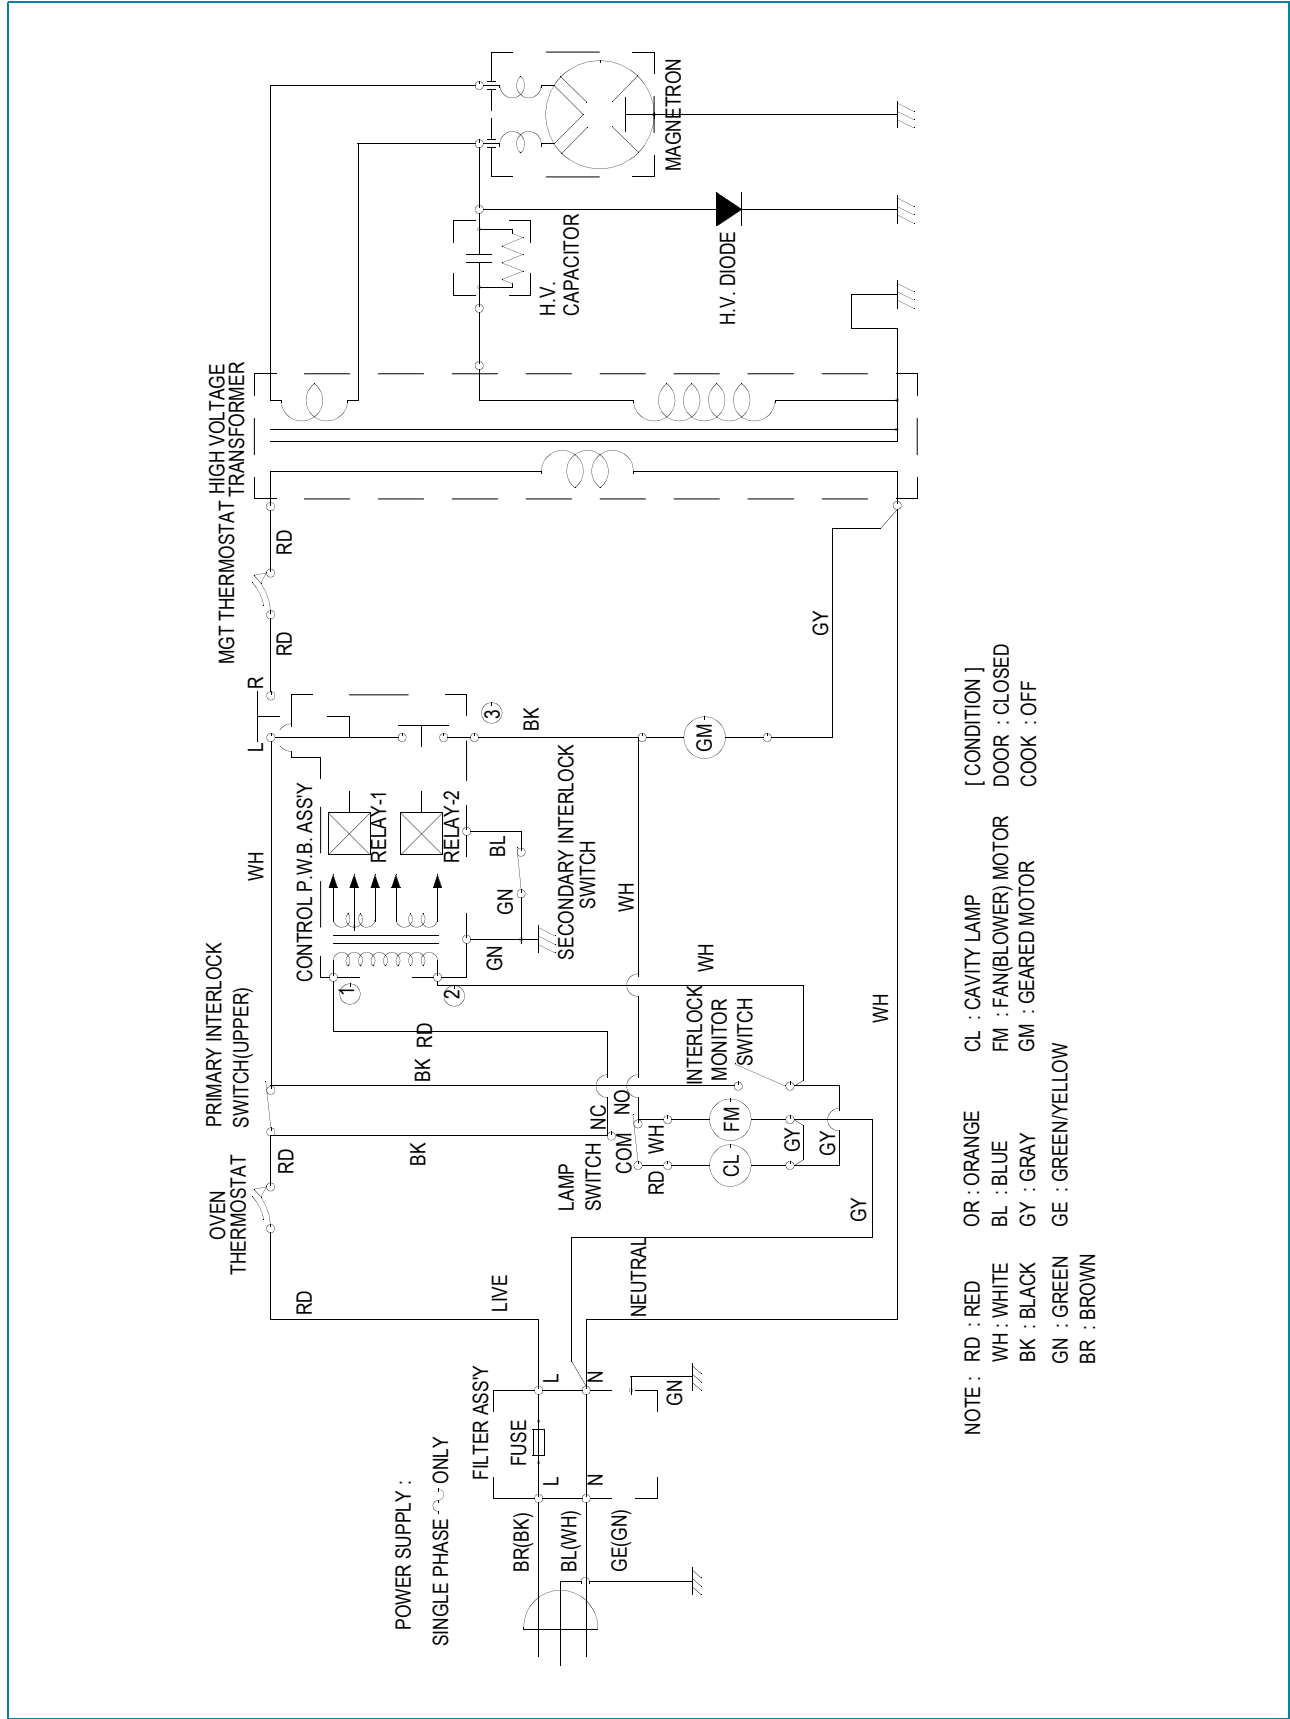 POWER SUPPLY :
SINGLE PHASE ONLY
BR(BK)
BL(WH)
GE(GN)
FILTER ASS'Y
FUSE
L
N
L
N
GN
LIVE
NEUTRAL
RD
OVEN
THERMOSTAT
RD
PRIMARY INTERLOCK
SWITCH(UPPER)
BK
BK
RD
LAMP
SWITCH
COM
NC
NO
RD
WH
CL
FM
GY
GY
GY
INTERLOCK
MONITOR
SWITCH
WH
WH
WH
WH
CONTROL P.W.B. ASS'Y
1
2
3
RELAY-1
RELAY-2
GN
GN
BL
SECONDARY INTERLOCK
SWITCH
L
R
BK
GM
GY
RD
RD
MGT THERMOSTAT
HIGH VOLTAGE
TRANSFORMER
H.V.
CAPACITOR
H.V. DIODE
MAGNETRON
NOTE : RD : RED OR : ORANGE CL : CAVITY LAMP [ CONDITION ]
WH : WHITE BL : BLUE FM : FAN(BLOWER) MOTOR DOOR : CLOSED
BK : BLACK GY : GRAY GM : GEARED MOTOR COOK : OFF
GN : GREEN GE : GREEN/YELLOW
BR : BROWN